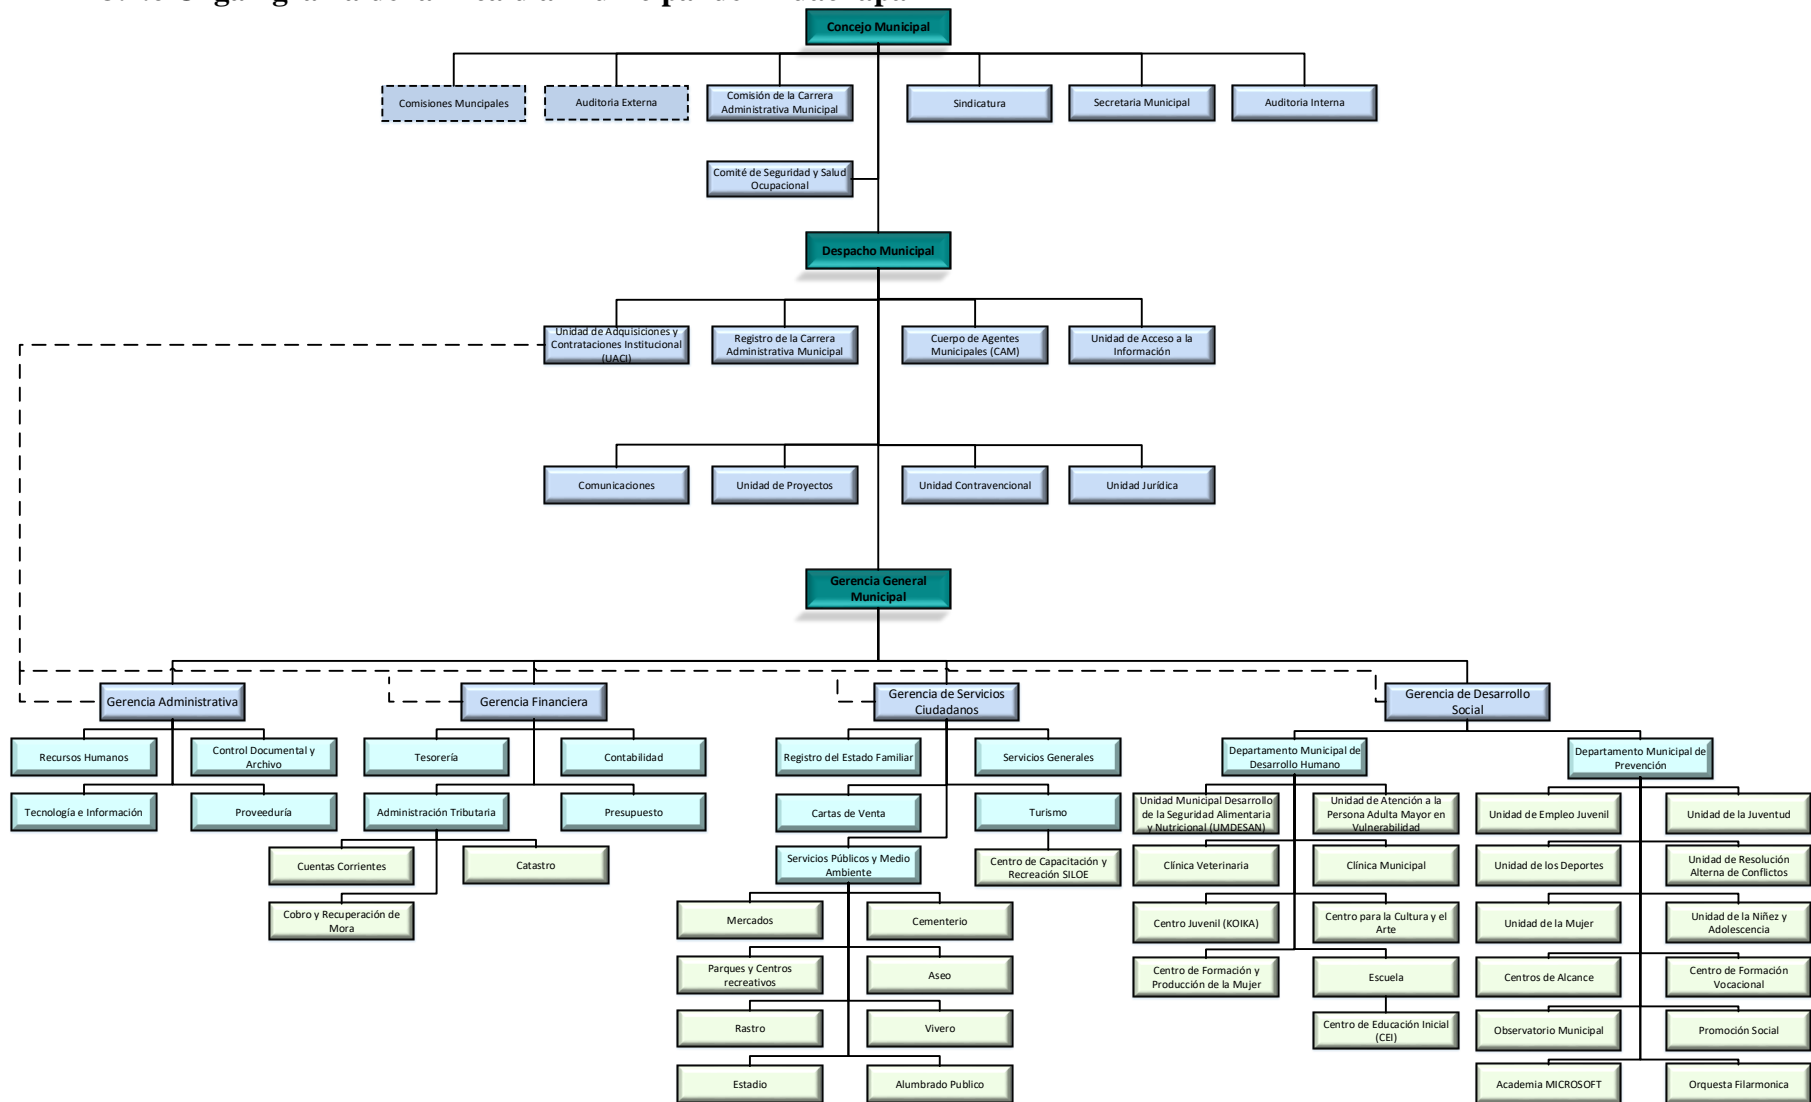 Concejo Municipal
Comisiones Muncipales
Auditoria Externa
Comisión de la Carrera
Administrativa Municipal
Sindicatura
Secretaria Municipal
Auditoria Interna
Comité de Seguridad y Salud
Ocupacional
Despacho Municipal
Unidad de Adquisiciones y
Contrataciones Institucional
(UACI)
Registro de la Carrera
Administrativa Municipal
Cuerpo de Agentes
Municipales (CAM)
Unidad de Acceso a la
Información
Comunicaciones
Unidad de Proyectos
Unidad Contravencional
Unidad Jurídica
Gerencia General
Municipal
Gerencia Administrativa
Gerencia Financiera
Gerencia de Servicios
Ciudadanos
Gerencia de Desarrollo
Social
Recursos Humanos
Control Documental y
Archivo
Tesorería
Contabilidad
Registro del Estado Familiar
Servicios Generales
Departamento Municipal de
Desarrollo Humano
Departamento Municipal de
Prevención
Tecnología e Información
Proveeduría
Administración Tributaria
Presupuesto
Cartas de Venta
Turismo
Unidad Municipal Desarrollo
de la Seguridad Alimentaria
y Nutricional (UMDESAN)
Unidad de Atención a la
Persona Adulta Mayor en
Vulnerabilidad
Unidad de Empleo Juvenil
Unidad de la Juventud
Cuentas Corrientes
Catastro
Servicios Públicos y Medio
Ambiente
Centro de Capacitación y
Recreación SILOE
Clínica Veterinaria
Clínica Municipal
Unidad de los Deportes
Unidad de Resolución
Alterna de Conflictos
Cobro y Recuperación de
Mora
Mercados
Cementerio
Centro Juvenil (KOIKA)
Centro para la Cultura y el
Arte
Unidad de la Mujer
Unidad de la Niñez y
Adolescencia
Parques y Centros
recreativos
Aseo
Centro de Formación y
Producción de la Mujer
Escuela
Centros de Alcance
Centro de Formación
Vocacional
Rastro
Vivero
Centro de Educación Inicial
(CEI)
Observatorio Municipal
Promoción Social
Estadio
Alumbrado Publico
Academia MICROSOFT
Orquesta Filarmonica